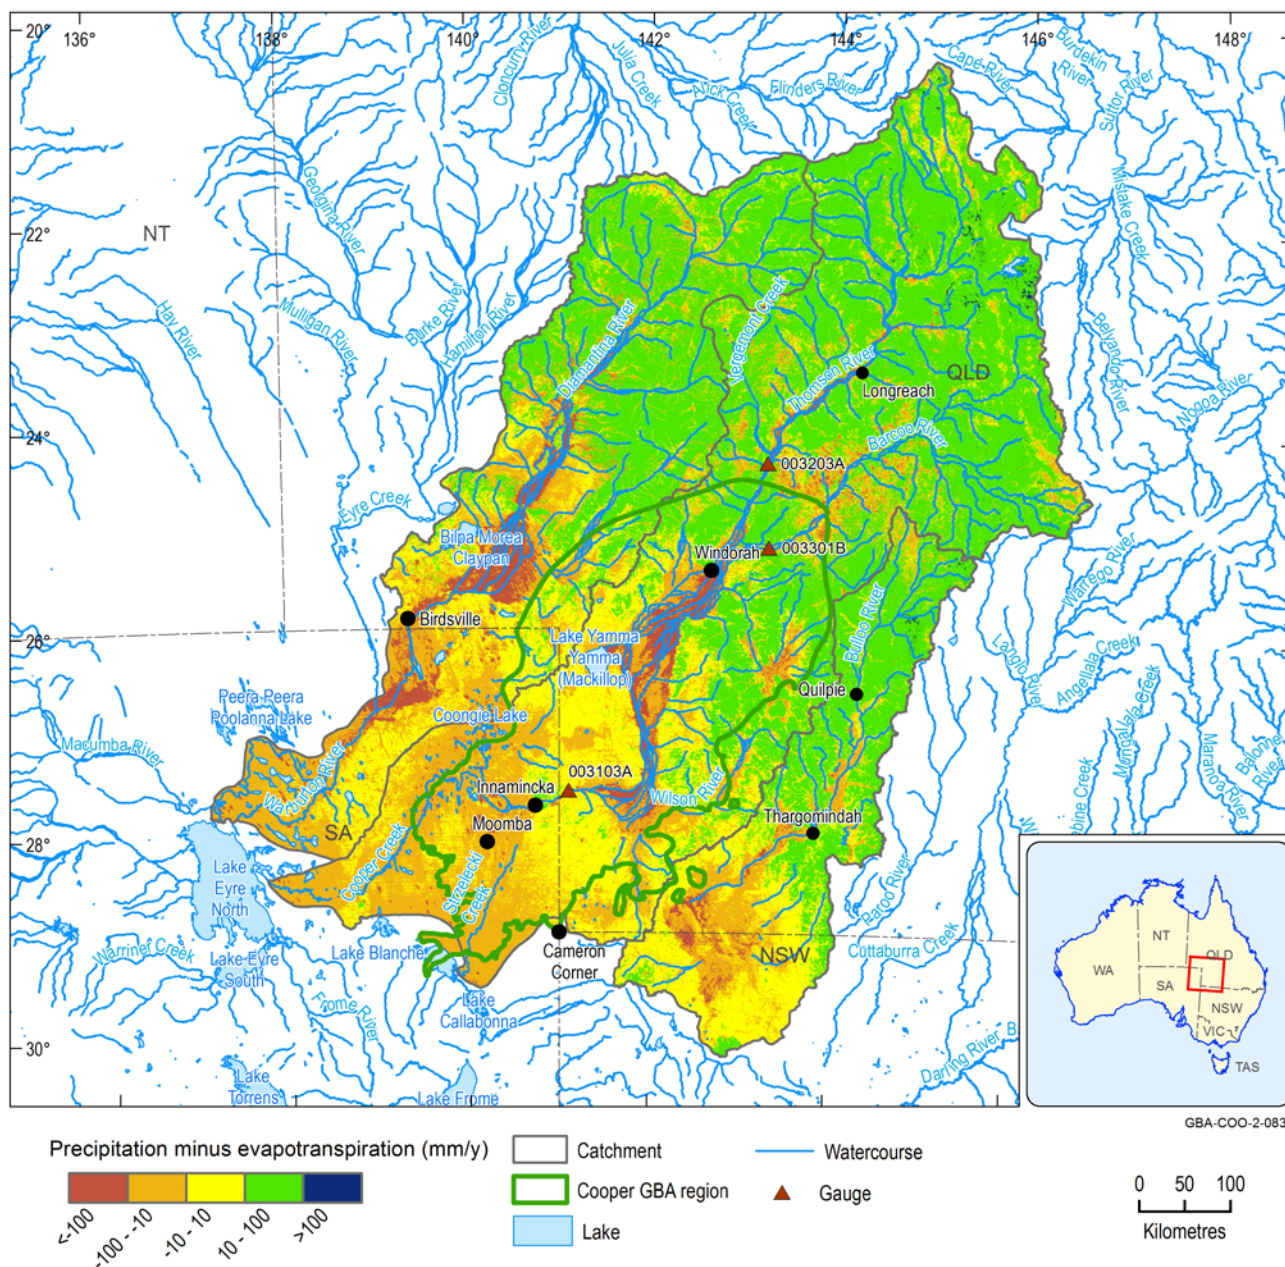 20°
136°
138°
140°
142°
144°
146°
148°
22°
24°
26°
28°
30°
Cloncurry River
Julia Creek
Alick Creek
Flinders River
Cape River
Burdekin
River
Suttor River
Mistake Creek
Georgina River
NT
Hay River
Mulligan River
Burke River
Hamilton River
Diamantina River
Vergemont Creek
Thomson River
Longreach
QLD
Belyando River
Nogoa River
Barcoo River
003203A
Eyre Creek
Bilpa Morea
Claypan
Windorah
003301B
Warrego River
Birdsville
Bulloo River
Lake Yamma
Yamma
(Mackillop)
Langlo River
Angellala Creek
Mungallala Creek
Quilpie
Peera Peera
Poolanna Lake
Coongie Lake
Macumba River
Maranoa River
Balonne
River
Warburton River
003103A
Innamincka
Wilson River
SA
Moomba
Thargomindah
bbine Creek
W
Cooper Creek
Strzelecki
Creek
Lake
Eyre
North
Paroo River
Lake Blanche
Cameron
Corner
NSW
Cuttaburra Creek
Warriner Creek
Lake Eyre
South
Frome River
Lake
Callabonna
Darling River
B
Lake
Torrens
Lake Frome
NT
QLD
WA
SA
NSW
VIC
TAS
GBA-COO-2-083
Precipitation minus evapotranspiration (mm/y)
<-100
-100 - -10
-10 - 10
10 - 100
>100
Catchment
Cooper GBA region
Lake
Watercourse
Gauge
0 50 100
Kilometres